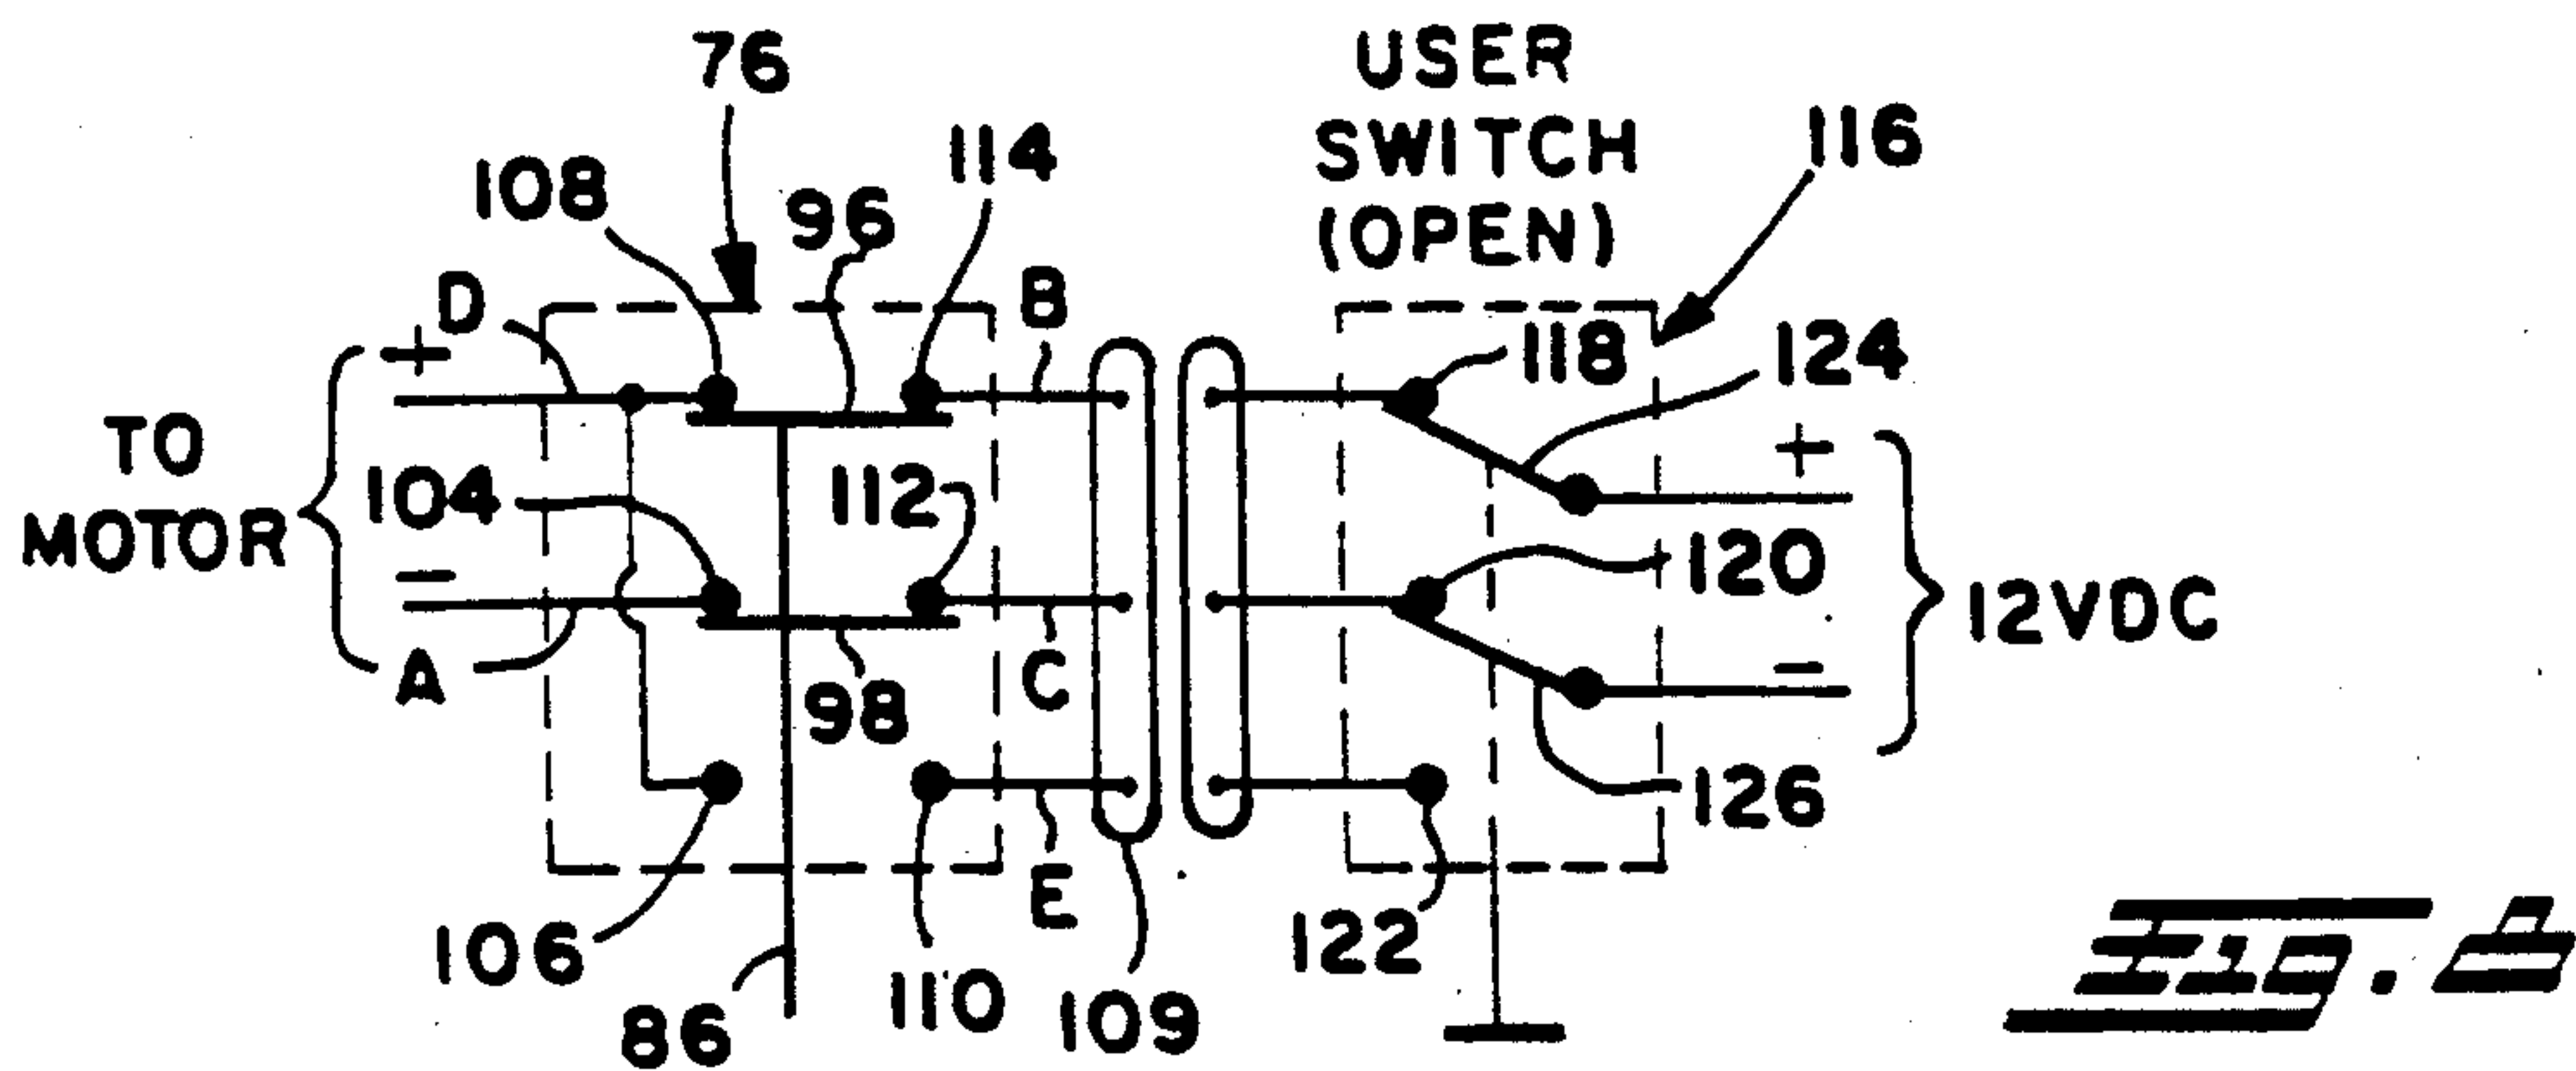 76
USER
SWITCH
(OPEN)
116
114
108
96
D
B
118
124
+
+
TO
MOTOR
104
112
120
12VDC
-
-
A
98
C
126
106
86
110
E
109
122
Fig. 8